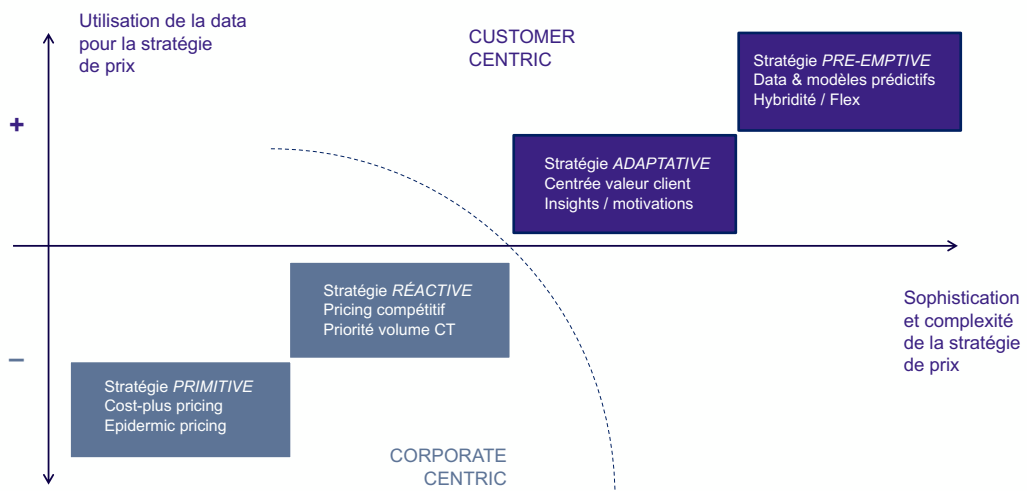 Utilisation de la data
pour la stratégie
de prix
CUSTOMER
CENTRIC
Stratégie PRE-EMPTIVE
Data & modèles prédictifs
Hybridité / Flex
+
Stratégie ADAPTATIVE
Centrée valeur client
Insights / motivations
Stratégie RÉACTIVE
Pricing compétitif
Priorité volume CT
Sophistication
et complexité
de la stratégie
de prix
–
Stratégie PRIMITIVE
Cost-plus pricing
Epidermic pricing
CORPORATE
CENTRIC